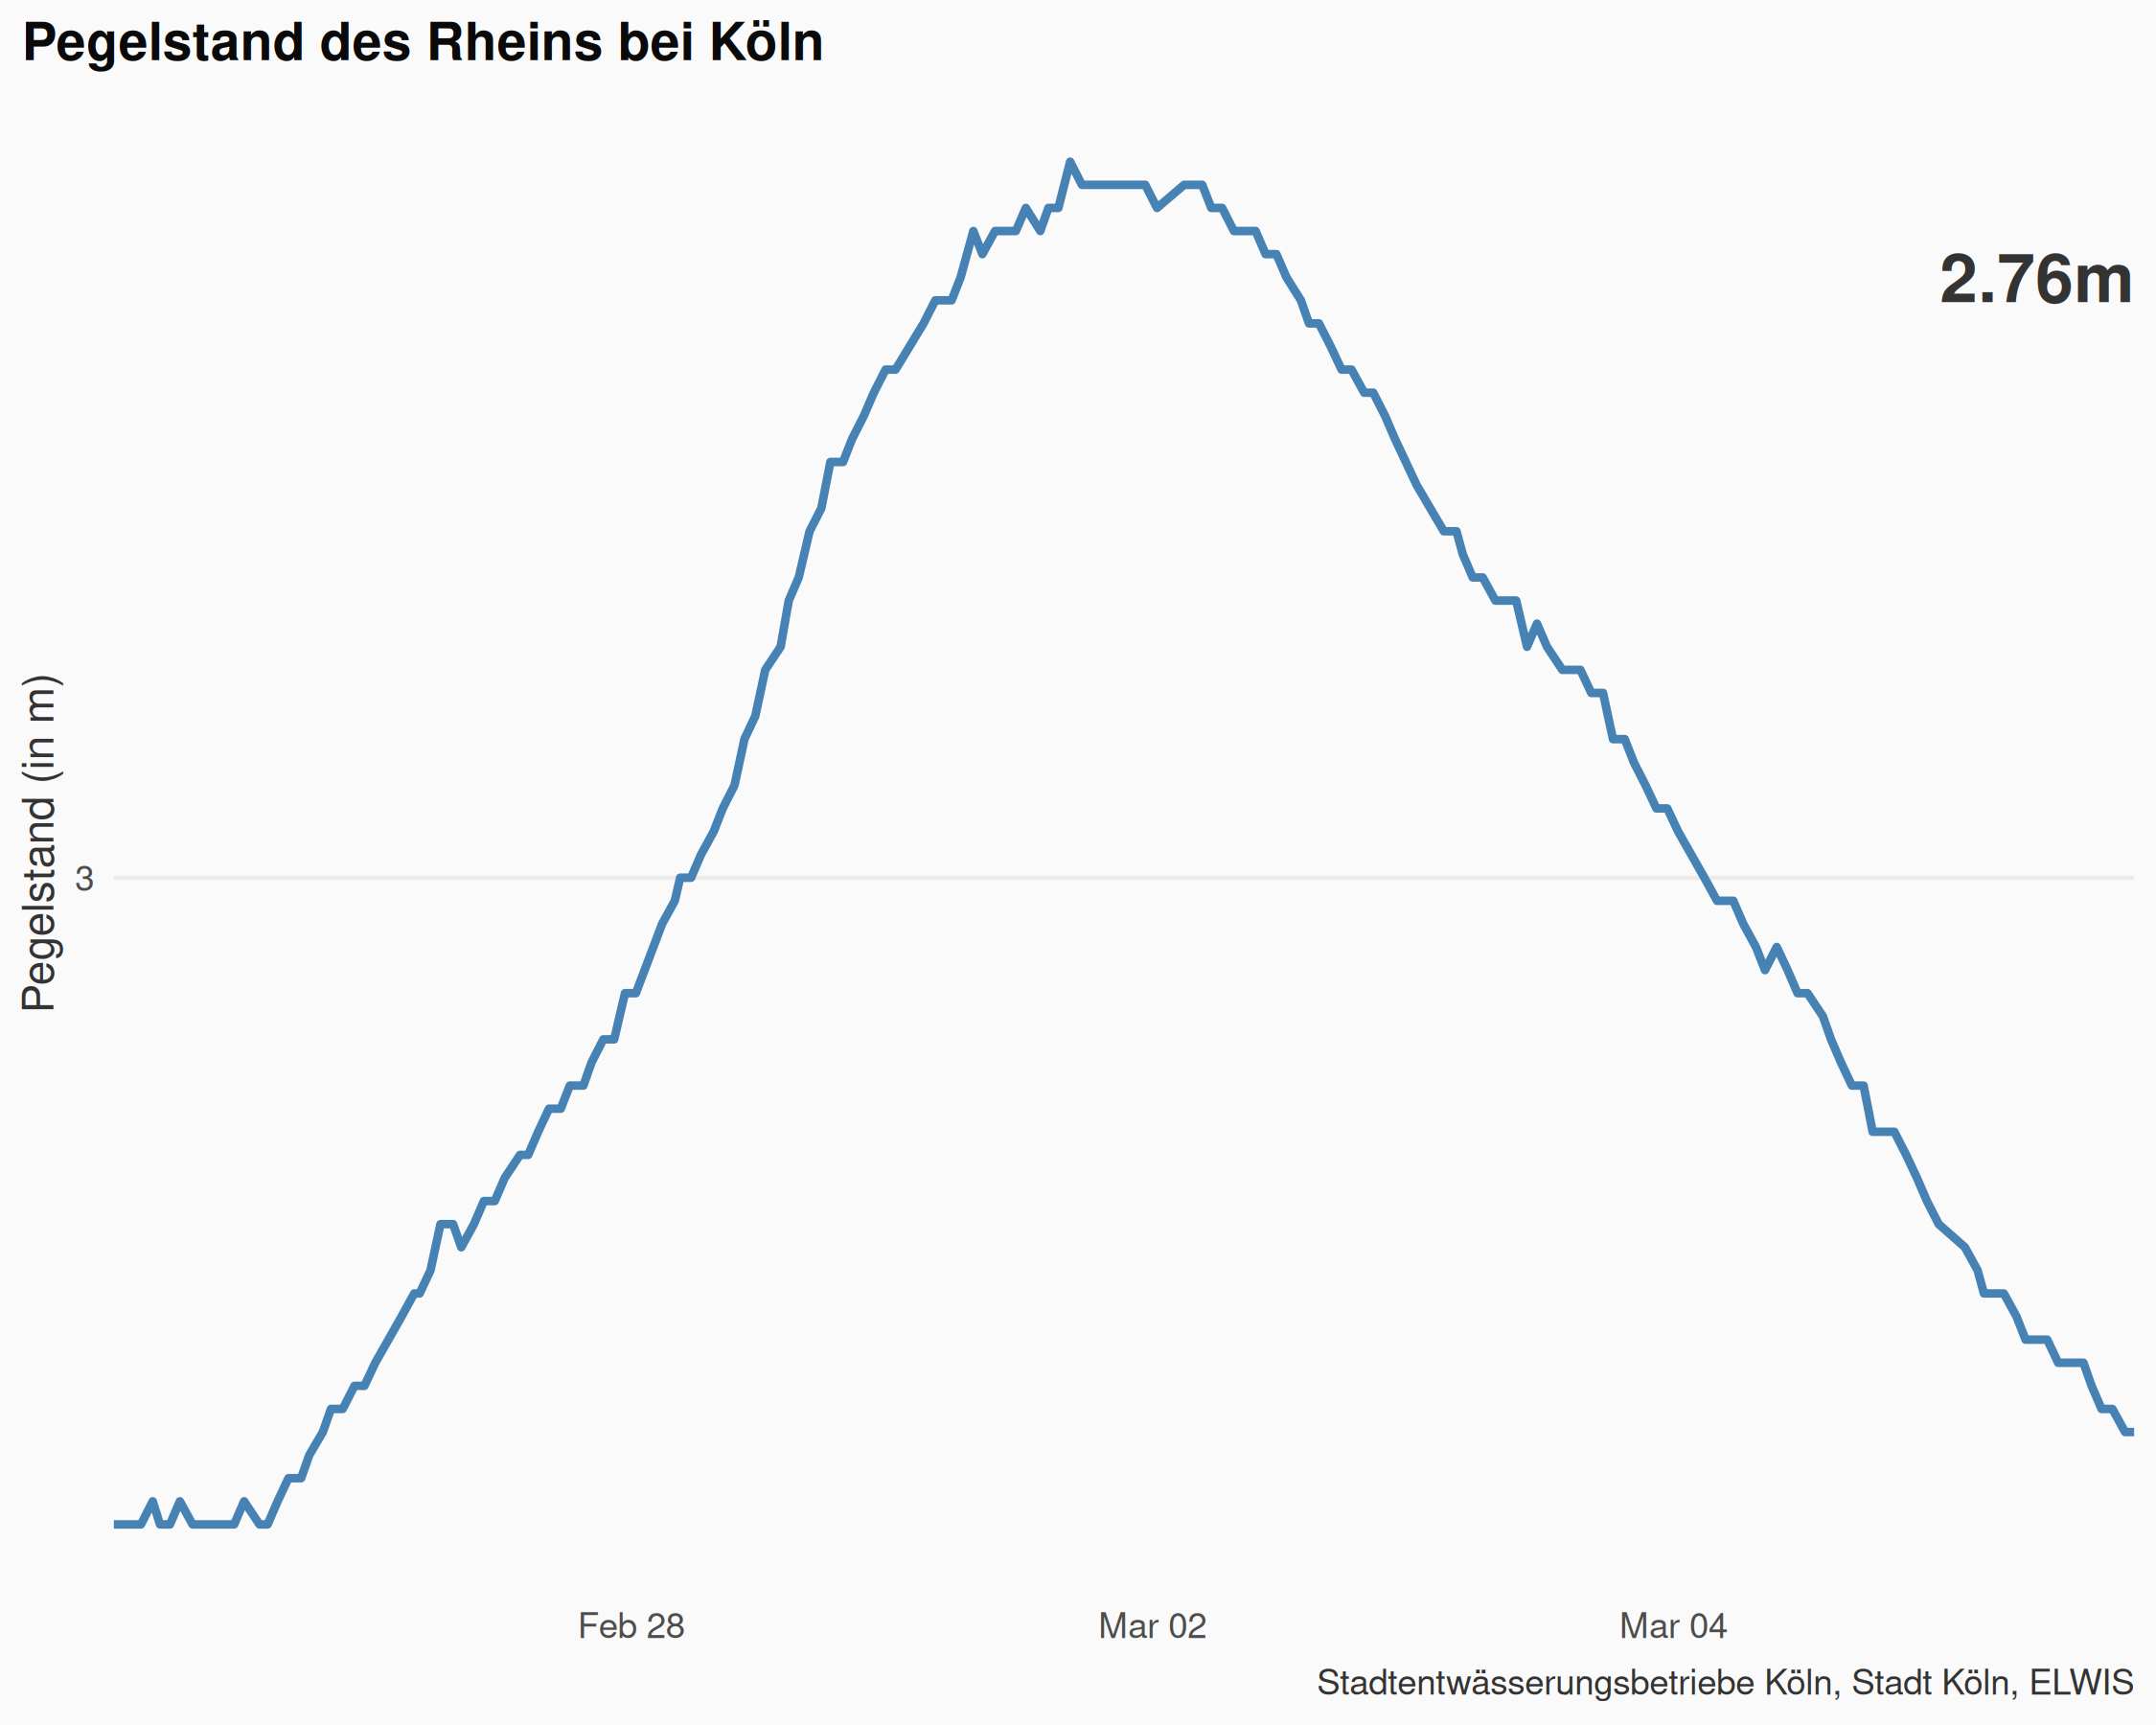 Pegelstand des Rheins bei Köln
2.76m
Pegelstand (in m)
3
Feb 28
Mar 02
Mar 04
Stadtentwässerungsbetriebe Köln, Stadt Köln, ELWIS